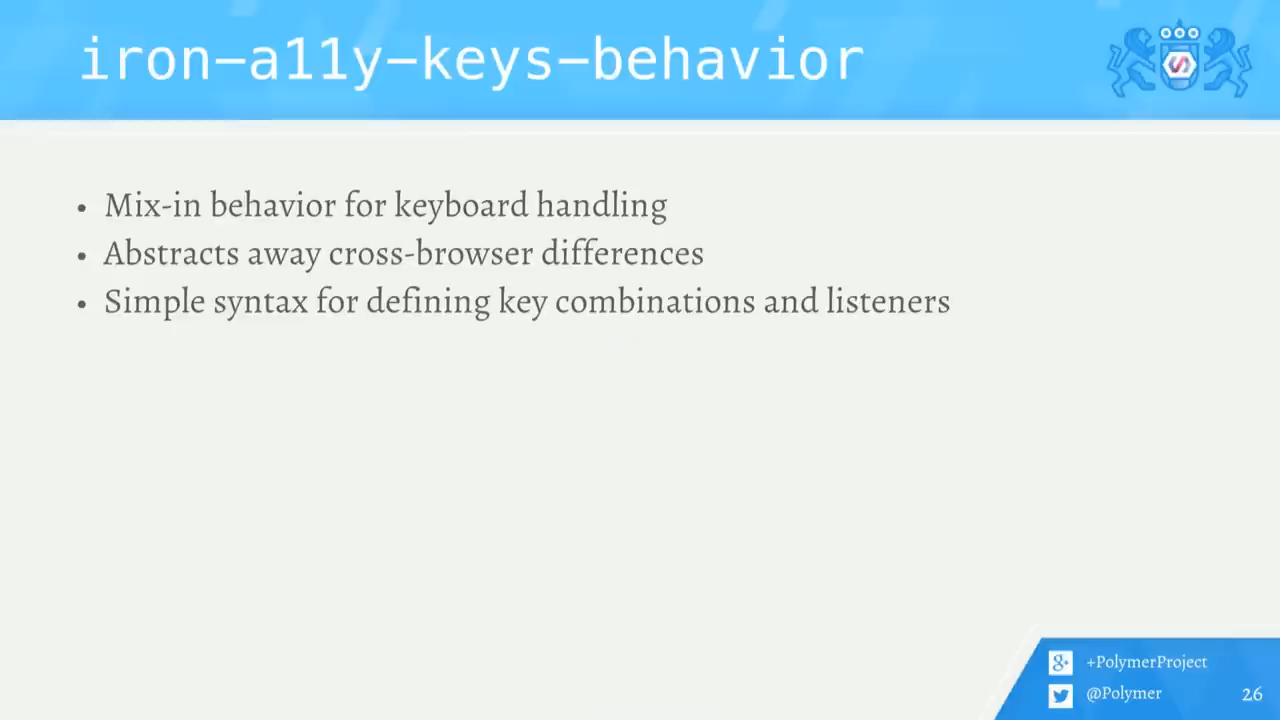 iron-a11y-keys-behavior
• Mix-in behavior for keyboard handling
• Abstracts away cross-browser differences
• Simple syntax for defining key combinations and listeners
+PolymerProject
@Polymer
26